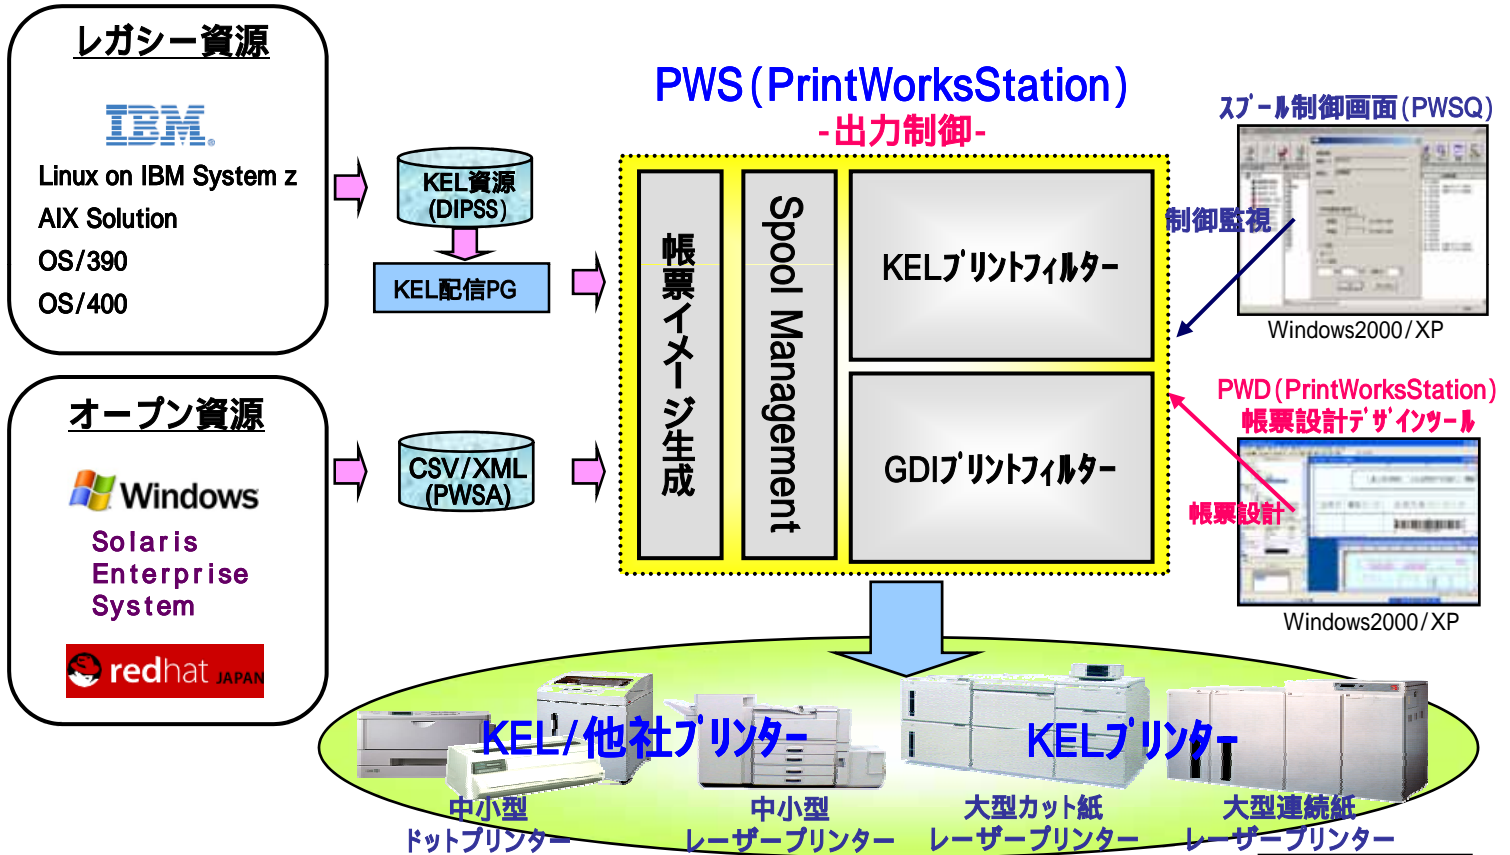 レガシー資源
IBM
Linux on IBM System z
AIX Solution
OS/390
OS/400
オープン資源
Windows
Solaris
Enterprise
System
redhat JAPAN
KEL資源
(DIPSS)
KEL配信PG
CSV/XML
(PWSA)
PWS(PrintWorksStation)
-出力制御-
帳票イメージ生成
Spool Management
KELプリントフィルター
GDIプリントフィルター
スプール制御画面(PWSQ)
制御監視
Windows2000/XP
PWD(PrintWorksStation)
帳票設計デザインツール
帳票設計
Windows2000/XP
KEL/他社プリンター
KELプリンター
中小型
ドットプリンター
中小型
レーザープリンター
大型カット紙
レーザープリンター
大型連続紙
レーザープリンター